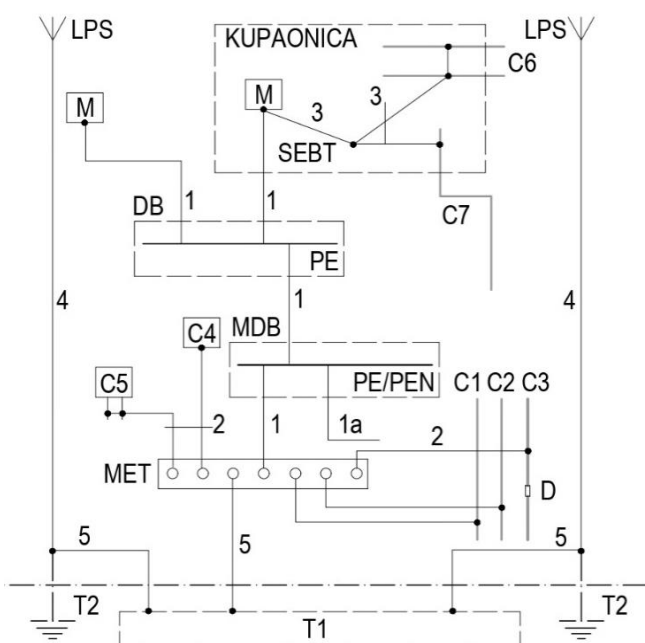 LPS
KUPAONICA
LPS
C6
M
M
3
3
SEBT
DB
1
1
C7
PE
4
1
4
C4
MDB
C5
PE/PEN
C1 C2 C3
2
1
1a
2
MET
D
5
5
5
T2
T1
T2